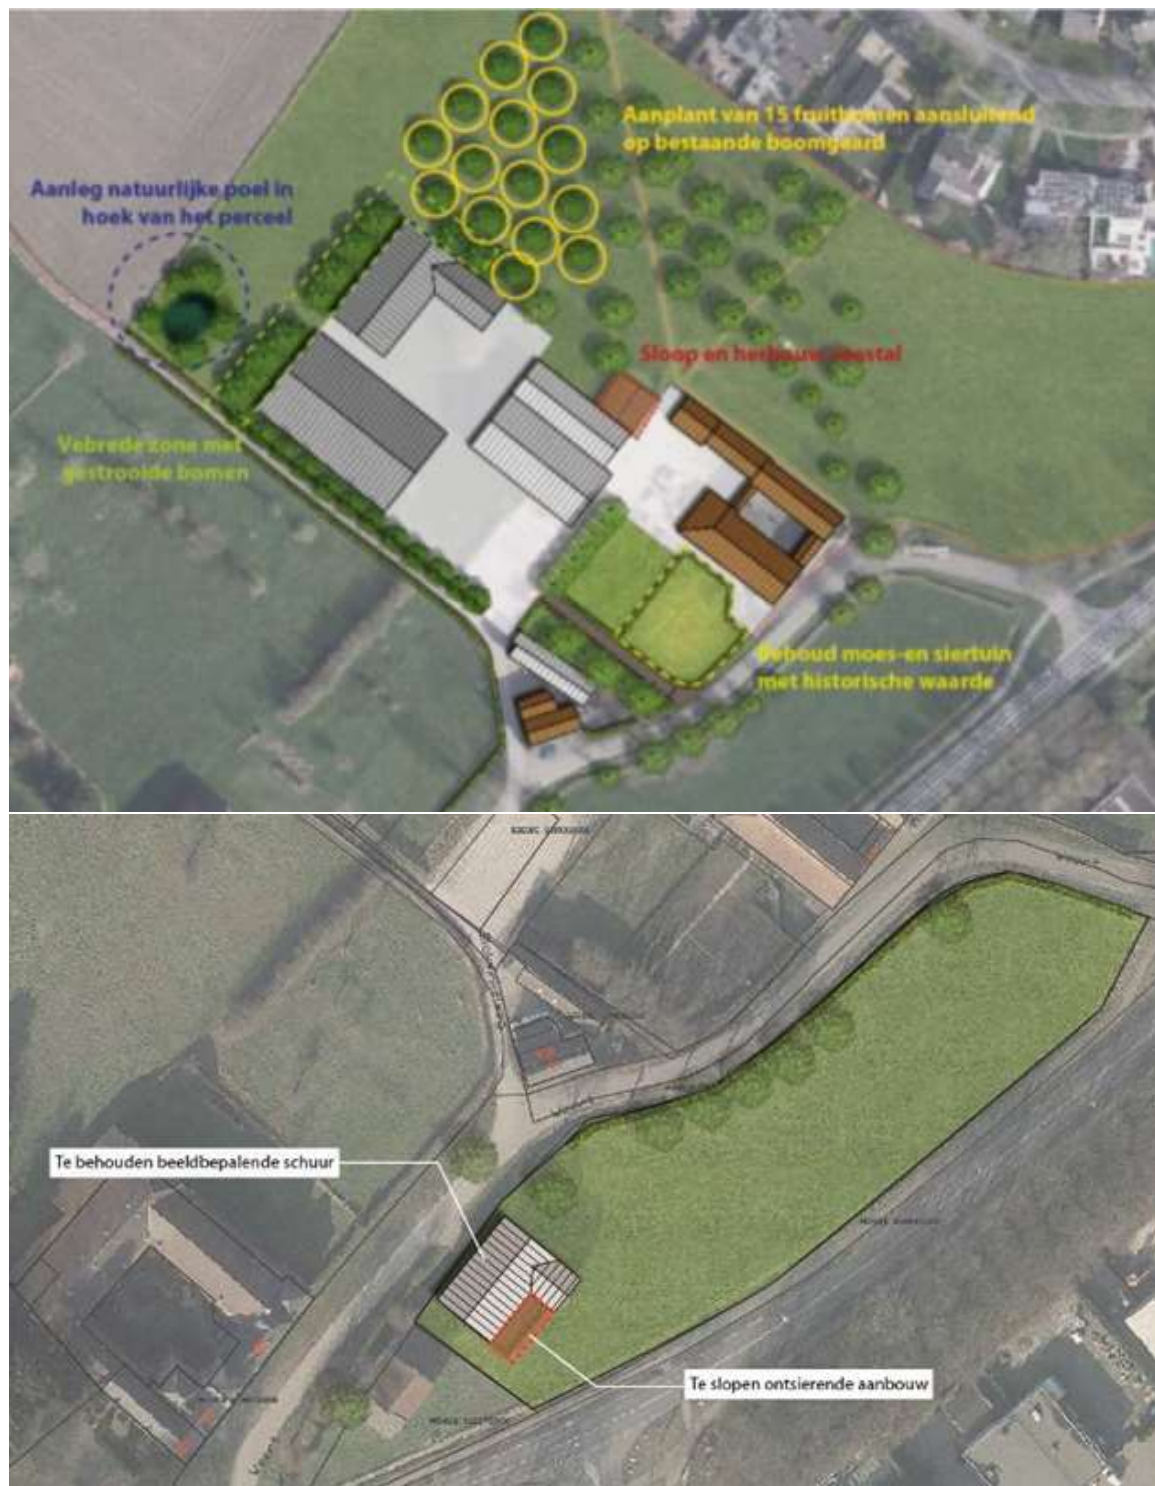 Aanplant van 15 fruitbomen aansluitend
op bestaande boomgaard
Aanleg natuurlijke poel in
hoek van het perceel
Sloop en herbouw
Vebrede zone met
gestrooide bomen
Behoud moes-en siertuin
met historische waarde
Te behouden beeldbepalende schuur
Te slopen ontsierende aanbouw